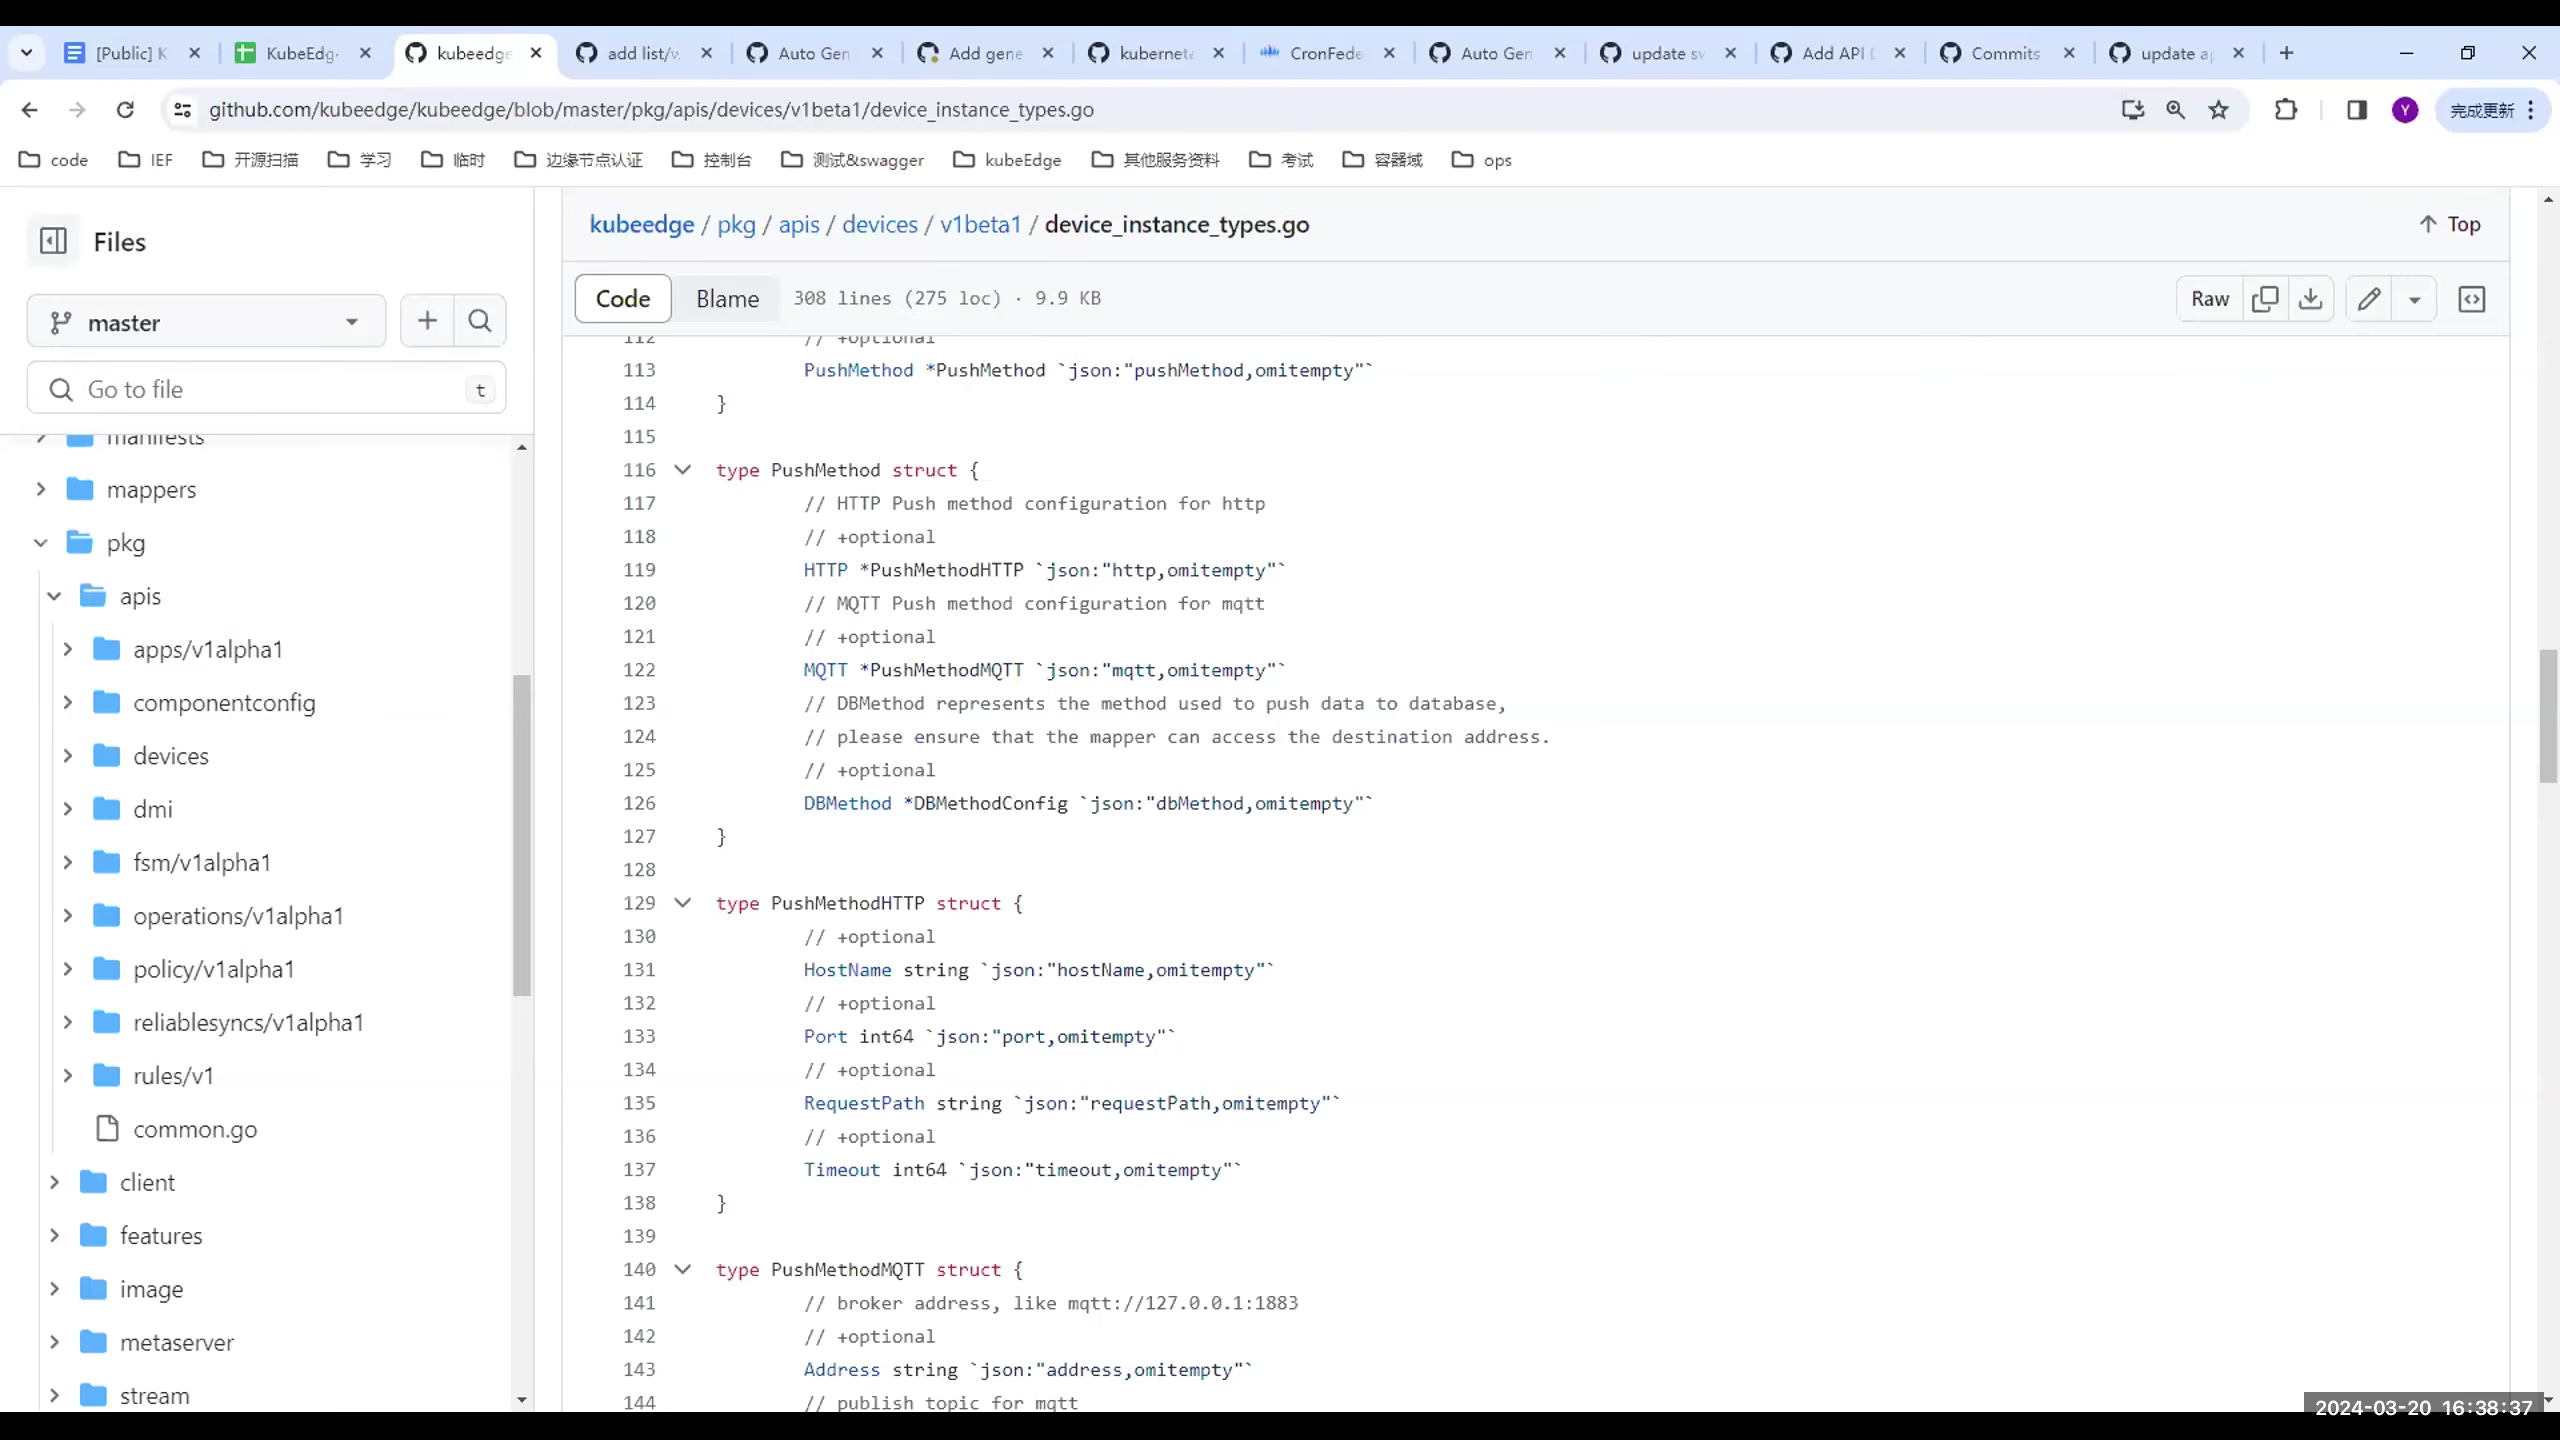 [Public] K
KubeEdg
kubeedge
add list/w
Auto Gen
Add gene
kuberneta
CronFede
Auto Gen
update sv
Add API D
Commits
update ap
github.com/kubeedge/kubeedge/blob/master/pkg/apis/devices/v1beta1/device_instance_types.go
Y
完成更新
code
IEF
开源扫描
学习
临时
边缘节点认证
控制台
测试&swagger
kubeEdge
其他服务资料
考试
容器域
ops
Files
master
Go to file
t
manifests
mappers
pkg
apis
apps/v1alpha1
componentconfig
devices
dmi
fsm/v1alpha1
operations/v1alpha1
policy/v1alpha1
reliablesyncs/v1alpha1
rules/v1
common.go
client
features
image
metaserver
stream
kubeedge / pkg / apis / devices / v1beta1 / device_instance_types.go
Top
Code
Blame
308 lines (275 loc) · 9.9 KB
Raw
112 // +optional
113 PushMethod *PushMethod `json:"pushMethod,omitempty"`
114 }
115
116 type PushMethod struct {
117 // HTTP Push method configuration for http
118 // +optional
119 HTTP *PushMethodHTTP `json:"http,omitempty"`
120 // MQTT Push method configuration for mqtt
121 // +optional
122 MQTT *PushMethodMQTT `json:"mqtt,omitempty"`
123 // DBMethod represents the method used to push data to database,
124 // please ensure that the mapper can access the destination address.
125 // +optional
126 DBMethod *DBMethodConfig `json:"dbMethod,omitempty"`
127 }
128
129 type PushMethodHTTP struct {
130 // +optional
131 HostName string `json:"hostName,omitempty"`
132 // +optional
133 Port int64 `json:"port,omitempty"`
134 // +optional
135 RequestPath string `json:"requestPath,omitempty"`
136 // +optional
137 Timeout int64 `json:"timeout,omitempty"`
138 }
139
140 type PushMethodMQTT struct {
141 // broker address, like mqtt://127.0.0.1:1883
142 // +optional
143 Address string `json:"address,omitempty"`
144 // publish topic for mqtt
2024-03-20 16:38:37